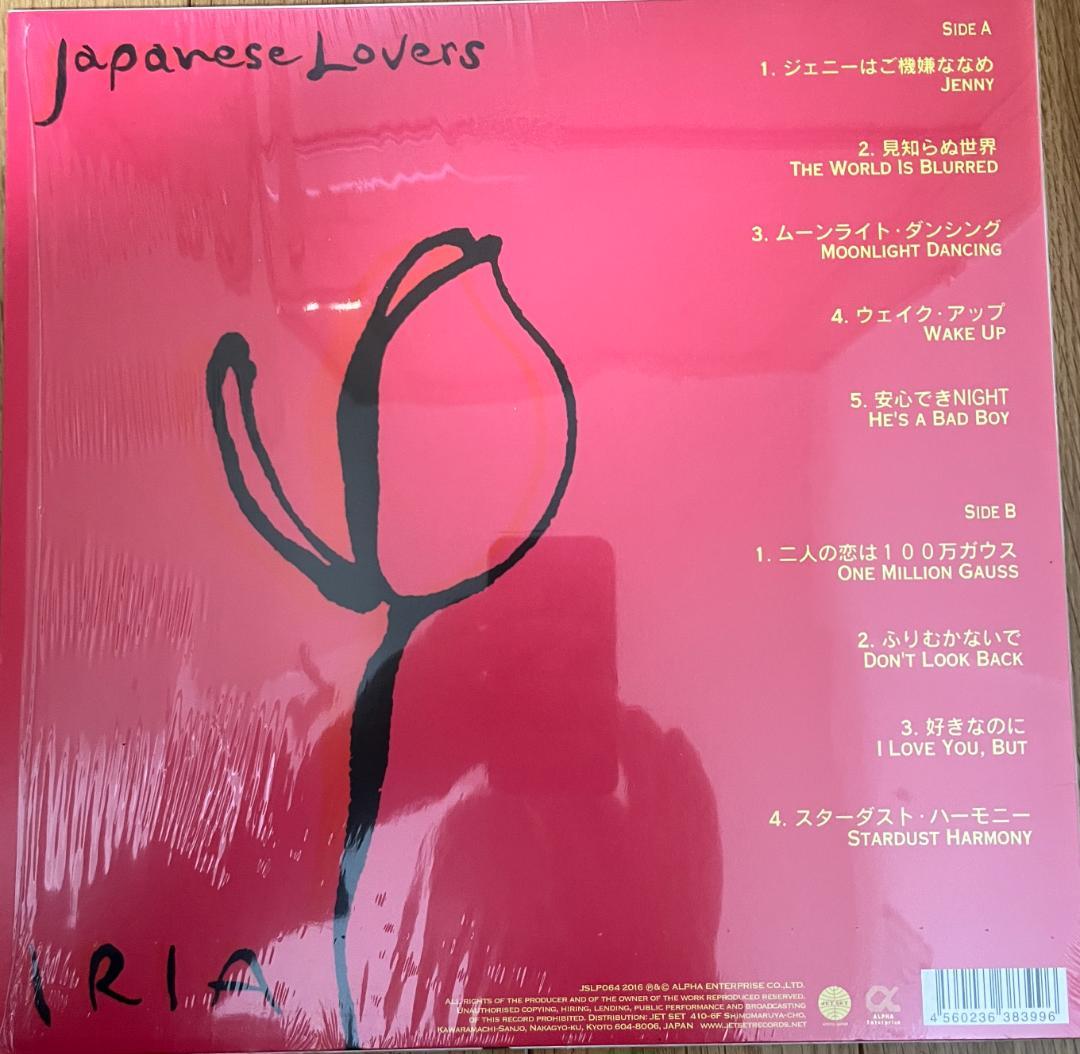 Japanese Lovers
SIDE A
1. ジェニーはご機嫌ななめ
JENNY
2. 見知らぬ世界
THE WORLD IS BLURRED
3. ムーンライト·ダンシング
MOONLIGHT DANCING
4. ウェイク·アップ
WAKE UP
5. 安心できNIGHT
HE'S A BAD BOY
SIDE B
1. 二人の恋は１００万ガウス
ONE MILLION GAUSS
2. ふりむかないで
DON'T LOOK BACK
3. 好きなのに
I LOVE YOU, BUT
4. スターダスト·ハーモニー
STARDUST HARMONY
IRIA
JSLP064 2016 ℗&© ALPHA ENTERPRISE CO.,LTD.
ALL RIGHTS OF THE PRODUCER AND OF THE OWNER OF THE WORK REPRODUCED RESERVED.
UNAUTHORISED COPYING, HIRING, LENDING, PUBLIC PERFORMANCE AND BROADCASTING
OF THIS RECORD PROHIBITED. DISTRIBUTION: JET SET 410-6F SHIMOMARUYA-CHO,
KAWARAMACHI-SANJO, NAKAGYO-KU, KYOTO 604-8006, JAPAN WWW.JETSETRECORDS.NET
JET SET
ALPHA
Enterprise
4 560236 383996